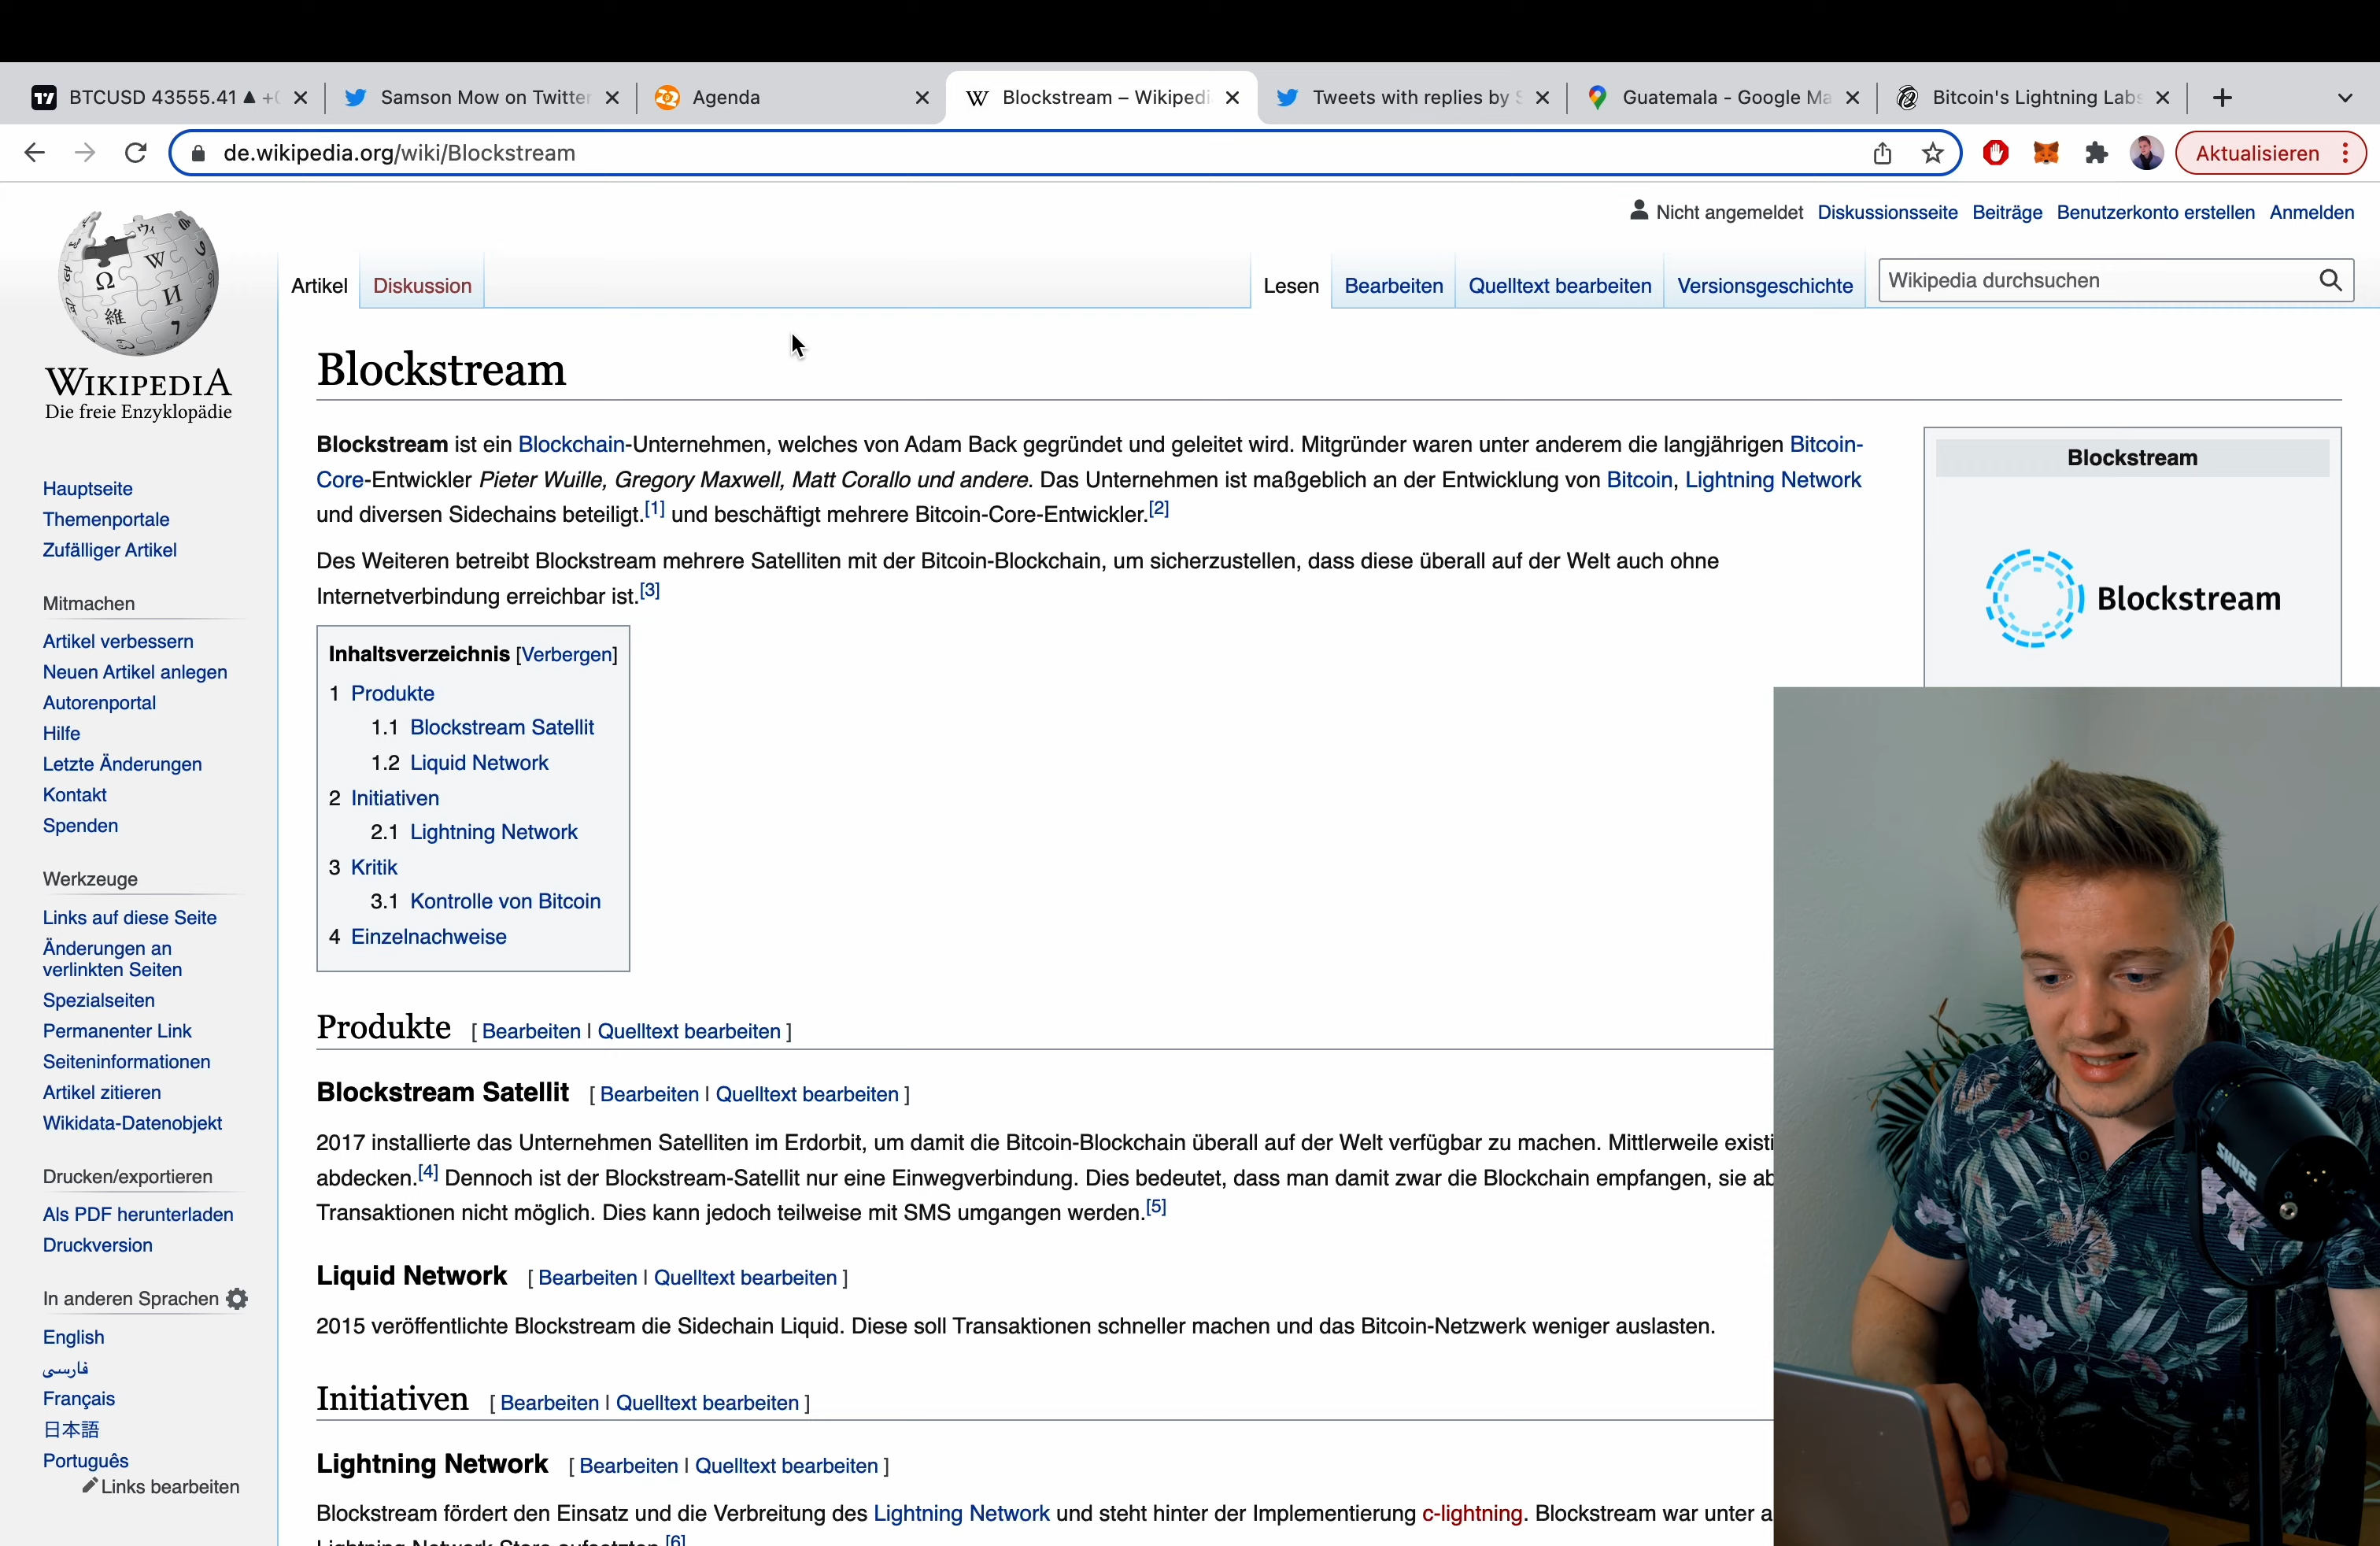 BTCUSD 43555.41 ▲
Samson Mow on Twitter
Agenda
Blockstream – Wikipedi
Tweets with replies by
Guatemala - Google Ma
Bitcoin's Lightning Labs
de.wikipedia.org/wiki/Blockstream
Aktualisieren
Nicht angemeldet Diskussionsseite Beiträge Benutzerkonto erstellen Anmelden
Artikel Diskussion Lesen Bearbeiten Quelltext bearbeiten Versionsgeschichte Wikipedia durchsuchen
WIKIPEDIA
Die freie Enzyklopädie
Hauptseite
Themenportale
Zufälliger Artikel
Mitmachen
Artikel verbessern
Neuen Artikel anlegen
Autorenportal
Hilfe
Letzte Änderungen
Kontakt
Spenden
Werkzeuge
Links auf diese Seite
Änderungen an
verlinkten Seiten
Spezialseiten
Permanenter Link
Seiteninformationen
Artikel zitieren
Wikidata-Datenobjekt
Drucken/exportieren
Als PDF herunterladen
Druckversion
In anderen Sprachen
English
فارسی
Français
日本語
Português
Links bearbeiten
Blockstream
Blockstream ist ein Blockchain-Unternehmen, welches von Adam Back gegründet und geleitet wird. Mitgründer waren unter anderem die langjährigen Bitcoin-
Core-Entwickler Pieter Wuille, Gregory Maxwell, Matt Corallo und andere. Das Unternehmen ist maßgeblich an der Entwicklung von Bitcoin, Lightning Network
und diversen Sidechains beteiligt.[1] und beschäftigt mehrere Bitcoin-Core-Entwickler.[2]
Des Weiteren betreibt Blockstream mehrere Satelliten mit der Bitcoin-Blockchain, um sicherzustellen, dass diese überall auf der Welt auch ohne
Internetverbindung erreichbar ist.[3]
Blockstream
Blockstream
Inhaltsverzeichnis [Verbergen]
1 Produkte
1.1 Blockstream Satellit
1.2 Liquid Network
2 Initiativen
2.1 Lightning Network
3 Kritik
3.1 Kontrolle von Bitcoin
4 Einzelnachweise
Produkte [ Bearbeiten | Quelltext bearbeiten ]
Blockstream Satellit [ Bearbeiten | Quelltext bearbeiten ]
2017 installierte das Unternehmen Satelliten im Erdorbit, um damit die Bitcoin-Blockchain überall auf der Welt verfügbar zu machen. Mittlerweile existi
abdecken.[4] Dennoch ist der Blockstream-Satellit nur eine Einwegverbindung. Dies bedeutet, dass man damit zwar die Blockchain empfangen, sie ab
Transaktionen nicht möglich. Dies kann jedoch teilweise mit SMS umgangen werden.[5]
Liquid Network [ Bearbeiten | Quelltext bearbeiten ]
2015 veröffentlichte Blockstream die Sidechain Liquid. Diese soll Transaktionen schneller machen und das Bitcoin-Netzwerk weniger auslasten.
Initiativen [ Bearbeiten | Quelltext bearbeiten ]
Lightning Network [ Bearbeiten | Quelltext bearbeiten ]
Blockstream fördert den Einsatz und die Verbreitung des Lightning Network und steht hinter der Implementierung c-lightning. Blockstream war unter a
Lightning Network Store aufsetzten.[6]
SHURE